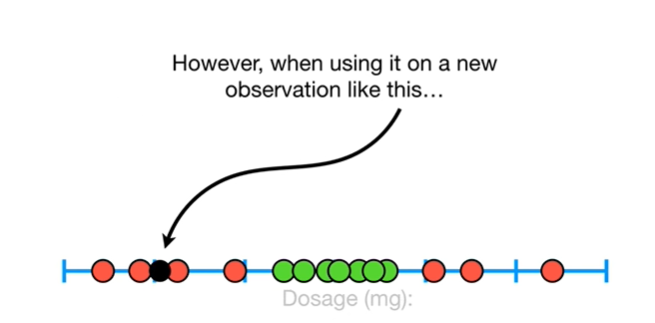 However, when using it on a new
observation like this…
Dosage (mg):